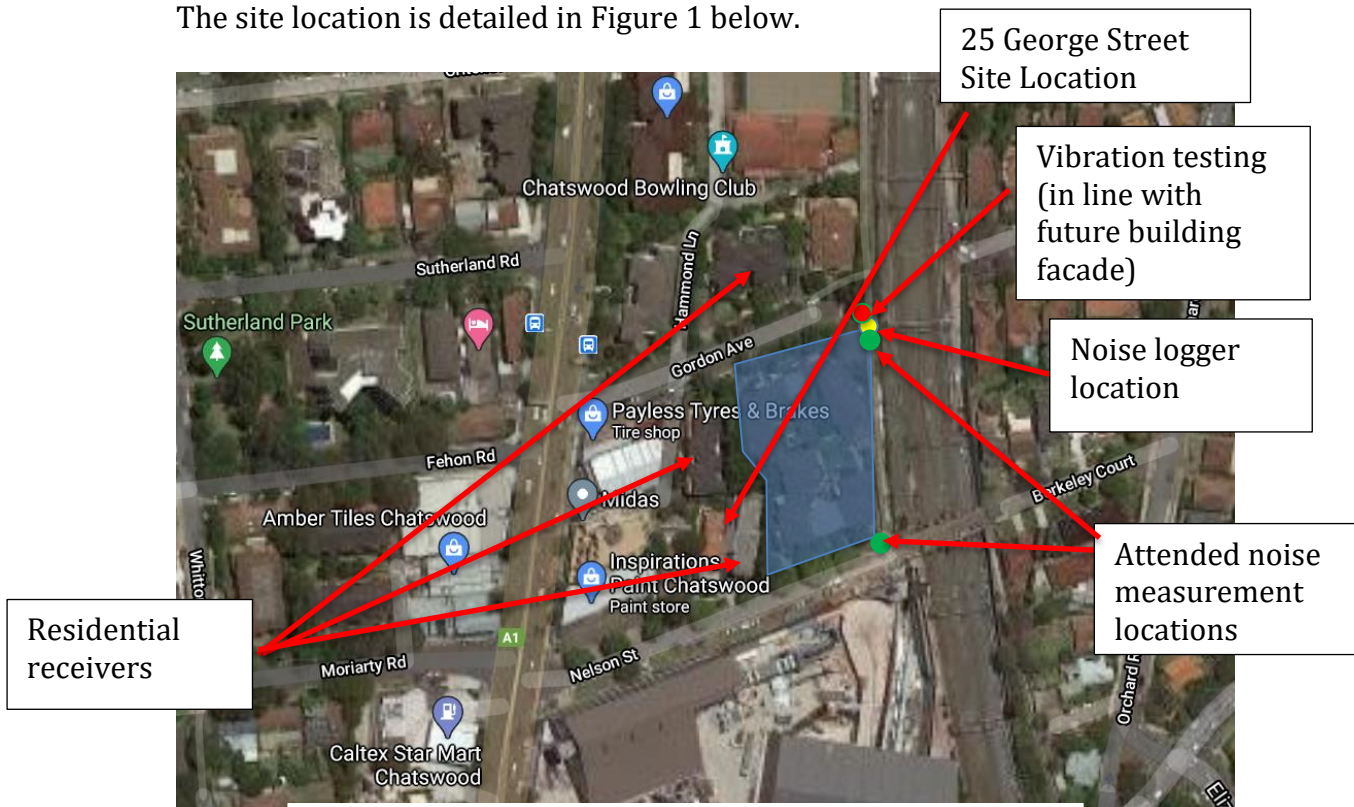 The site location is detailed in Figure 1 below.
25 George Street
Site Location
Vibration testing
(in line with
future building
facade)
Chatswood Bowling Club
Hammond Ln
Sutherland Rd
Sutherland Park
Gordon Ave
Noise logger
location
Payless Tyres & Brakes
Tire shop
Fehon Rd
Berkeley Court
Midas
Amber Tiles Chatswood
Attended noise
measurement
locations
Inspirations
Paint Chatswood
Paint store
Residential
receivers
A1
Moriarty Rd
Nelson St
Caltex Star Mart
Chatswood